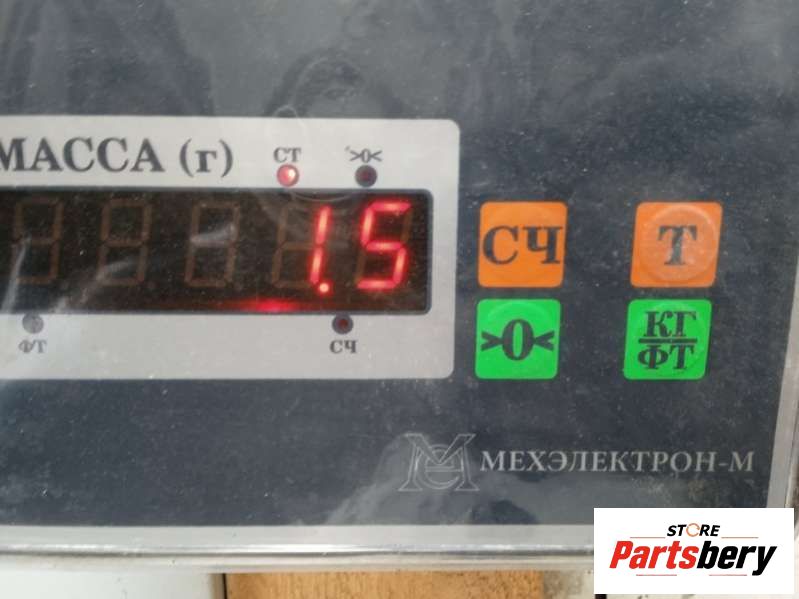 МАССА (г)
СТ >0<
1.5
ФТ СЧ
СЧ Т
>0< КГ
ФТ
МЕХЭЛЕКТРОН-М
STORE
Partsbery